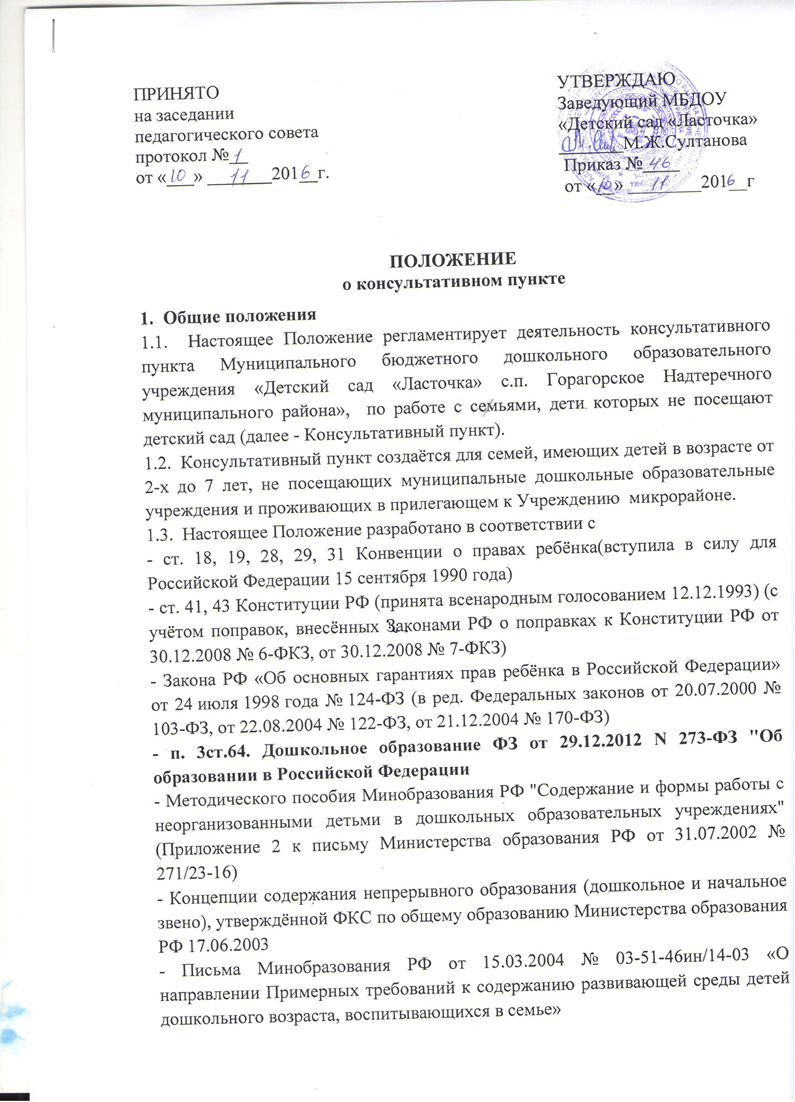 ПРИНЯТО
на заседании
педагогического совета
протокол № 1
от «10» 11 2016 г.
УТВЕРЖДАЮ
Заведующий МБДОУ
«Детский сад «Ласточка»
М.Ж.Султанова
Приказ № 46
от «10» 11 2016 г
ПОЛОЖЕНИЕ
о консультативном пункте
1. Общие положения
1.1. Настоящее Положение регламентирует деятельность консультативного
пункта Муниципального бюджетного дошкольного образовательного
учреждения «Детский сад «Ласточка» с.п. Горагорское Надтеречного
муниципального района», по работе с семьями, дети которых не посещают
детский сад (далее - Консультативный пункт).
1.2. Консультативный пункт создаётся для семей, имеющих детей в возрасте от
2-х до 7 лет, не посещающих муниципальные дошкольные образовательные
учреждения и проживающих в прилегающем к Учреждению микрорайоне.
1.3. Настоящее Положение разработано в соответствии с
- ст. 18, 19, 28, 29, 31 Конвенции о правах ребёнка(вступила в силу для
Российской Федерации 15 сентября 1990 года)
- ст. 41, 43 Конституции РФ (принята всенародным голосованием 12.12.1993) (с
учётом поправок, внесённых Законами РФ о поправках к Конституции РФ от
30.12.2008 № 6-ФКЗ, от 30.12.2008 № 7-ФКЗ)
- Закона РФ «Об основных гарантиях прав ребёнка в Российской Федерации»
от 24 июля 1998 года № 124-ФЗ (в ред. Федеральных законов от 20.07.2000 №
103-ФЗ, от 22.08.2004 № 122-ФЗ, от 21.12.2004 № 170-ФЗ)
- п. 3ст.64. Дошкольное образование ФЗ от 29.12.2012 N 273-ФЗ "Об
образовании в Российской Федерации
- Методического пособия Минобразования РФ "Содержание и формы работы с
неорганизованными детьми в дошкольных образовательных учреждениях"
(Приложение 2 к письму Министерства образования РФ от 31.07.2002 №
271/23-16)
- Концепции содержания непрерывного образования (дошкольное и начальное
звено), утверждённой ФКС по общему образованию Министерства образования
РФ 17.06.2003
- Письма Минобразования РФ от 15.03.2004 № 03-51-46ин/14-03 «О
направлении Примерных требований к содержанию развивающей среды детей
дошкольного возраста, воспитывающихся в семье»